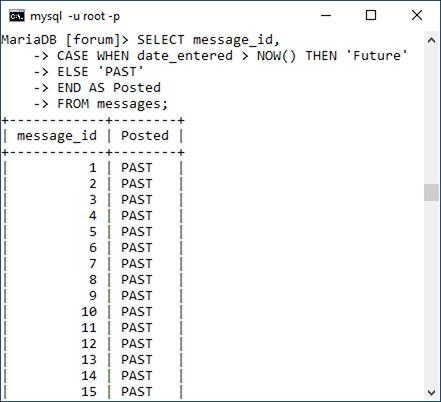 mysql -u root -p
MariaDB [forum]> SELECT message_id,
    -> CASE WHEN date_entered > NOW() THEN 'Future'
    -> ELSE 'PAST'
    -> END AS Posted
    -> FROM messages;
+------------+--------+
| message_id | Posted |
+------------+--------+
|          1 | PAST   |
|          2 | PAST   |
|          3 | PAST   |
|          4 | PAST   |
|          5 | PAST   |
|          6 | PAST   |
|          7 | PAST   |
|          8 | PAST   |
|          9 | PAST   |
|         10 | PAST   |
|         11 | PAST   |
|         12 | PAST   |
|         13 | PAST   |
|         14 | PAST   |
|         15 | PAST   |